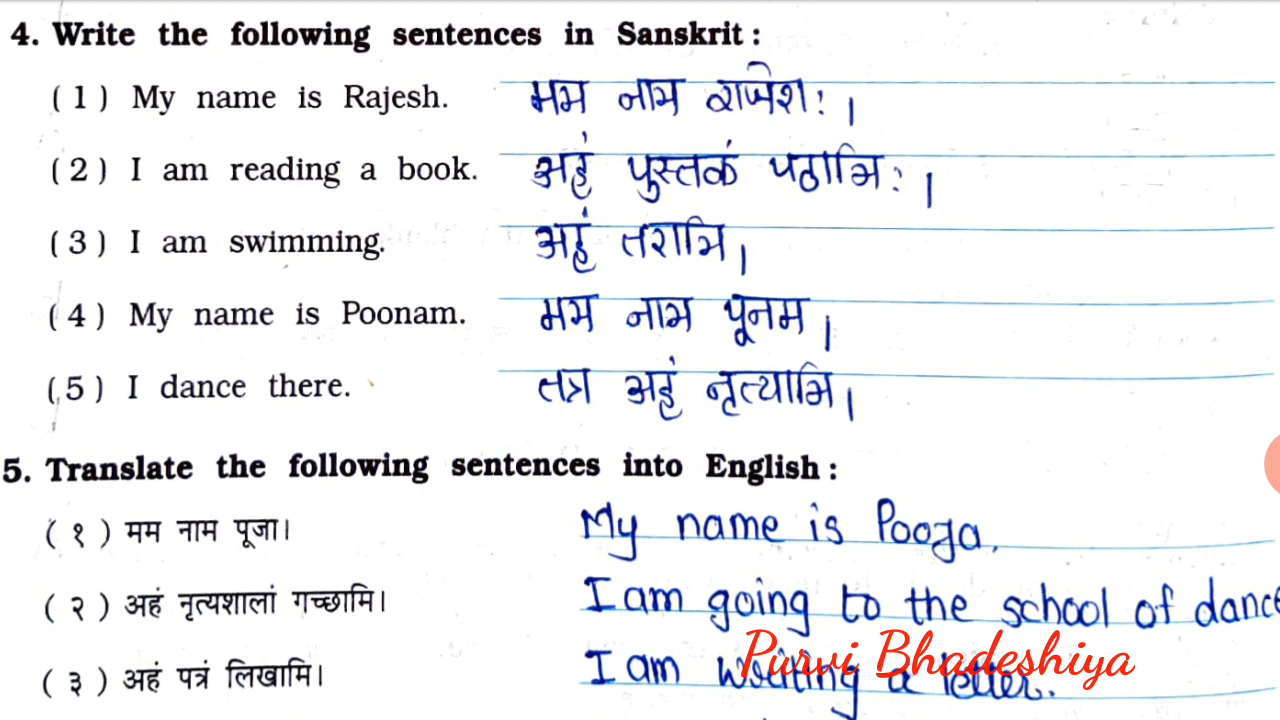 4. Write the following sentences in Sanskrit :
(1) My name is Rajesh. मम नाम राजेशः।
(2) I am reading a book. अहं पुस्तकं पठामिः।
(3) I am swimming. अहं तरामि।
(4) My name is Poonam. मम नाम पूनम।
(5) I dance there. तत्र अहं नृत्यामि।
5. Translate the following sentences into English :
(१) मम नाम पूजा। My name is Pooja.
(२) अहं नृत्यशालां गच्छामि। I am going to the school of dance
(३) अहं पत्रं लिखामि। I am writing a letter.
Purvi Bhadeshiya